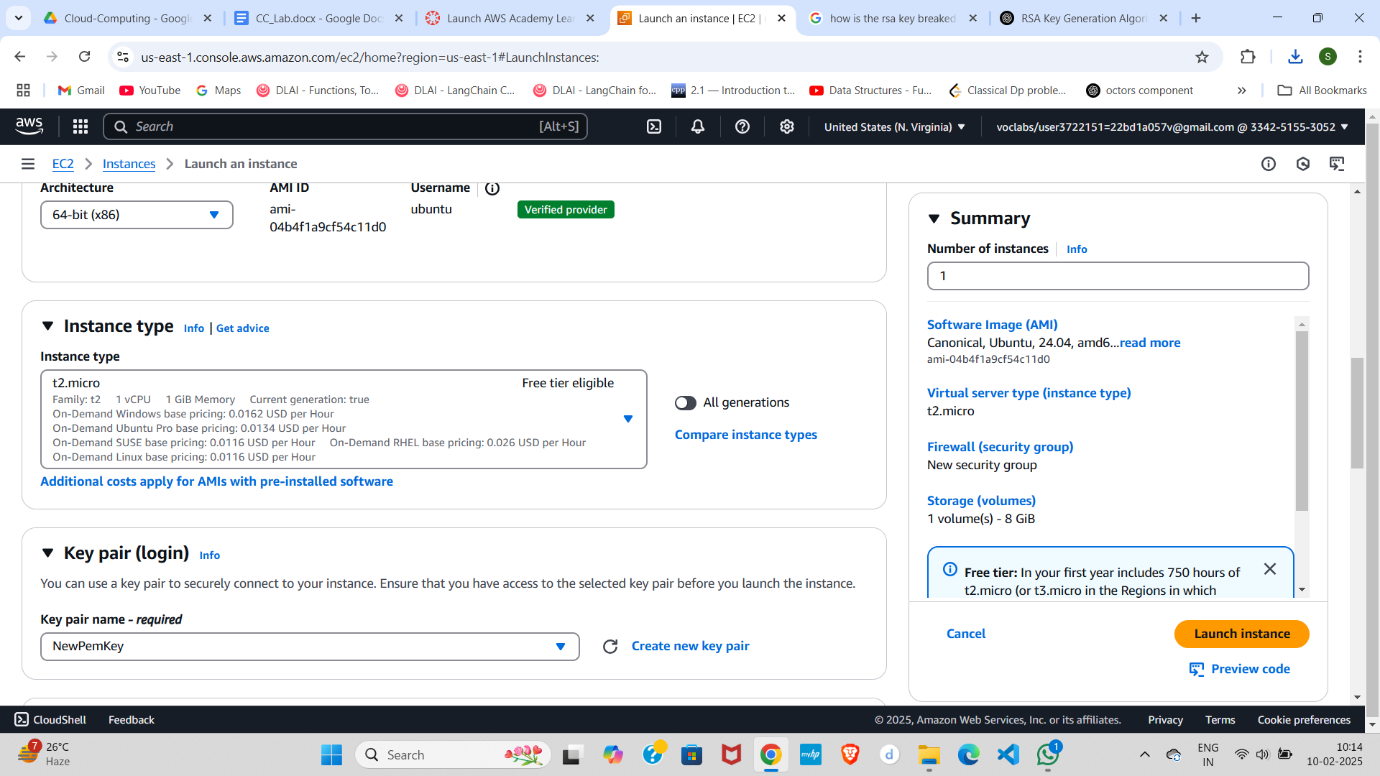 Cloud-Computing - Googl
CC_Lab.docx - Google Doc
Launch AWS Academy Lea
Launch an instance | EC2 |
how is the rsa key breaked
RSA Key Generation Algor
us-east-1.console.aws.amazon.com/ec2/home?region=us-east-1#LaunchInstances:
S
Gmail
YouTube
Maps
DLAI - Functions, To...
DLAI - LangChain C...
DLAI - LangChain fo...
2.1 — Introduction t...
Data Structures - Fu...
Classical Dp proble...
octors component
»
All Bookmarks
aws
Search
[Alt+S]
United States (N. Virginia)
voclabs/user3722151=22bd1a057v@gmail.com @ 3342-5155-3052
EC2
Instances
Launch an instance
Architecture
AMI ID
Username
64-bit (x86)
ami-
04b4f1a9cf54c11d0
ubuntu
Verified provider
Instance type
Info | Get advice
Instance type
t2.micro
Free tier eligible
Family: t2 1 vCPU 1 GiB Memory Current generation: true
On-Demand Windows base pricing: 0.0162 USD per Hour
On-Demand Ubuntu Pro base pricing: 0.0134 USD per Hour
On-Demand SUSE base pricing: 0.0116 USD per Hour On-Demand RHEL base pricing: 0.026 USD per Hour
On-Demand Linux base pricing: 0.0116 USD per Hour
All generations
Compare instance types
Additional costs apply for AMIs with pre-installed software
Key pair (login)
Info
You can use a key pair to securely connect to your instance. Ensure that you have access to the selected key pair before you launch the instance.
Key pair name - required
NewPemKey
Create new key pair
Summary
Number of instances
Info
1
Software Image (AMI)
Canonical, Ubuntu, 24.04, amd6...read more
ami-04b4f1a9cf54c11d0
Virtual server type (instance type)
t2.micro
Firewall (security group)
New security group
Storage (volumes)
1 volume(s) - 8 GiB
Free tier: In your first year includes 750 hours of
t2.micro (or t3.micro in the Regions in which
Cancel
Launch instance
Preview code
CloudShell
Feedback
© 2025, Amazon Web Services, Inc. or its affiliates.
Privacy
Terms
Cookie preferences
7
26°C
Haze
Search
myhp
d
1
ENG
IN
10:14
10-02-2025